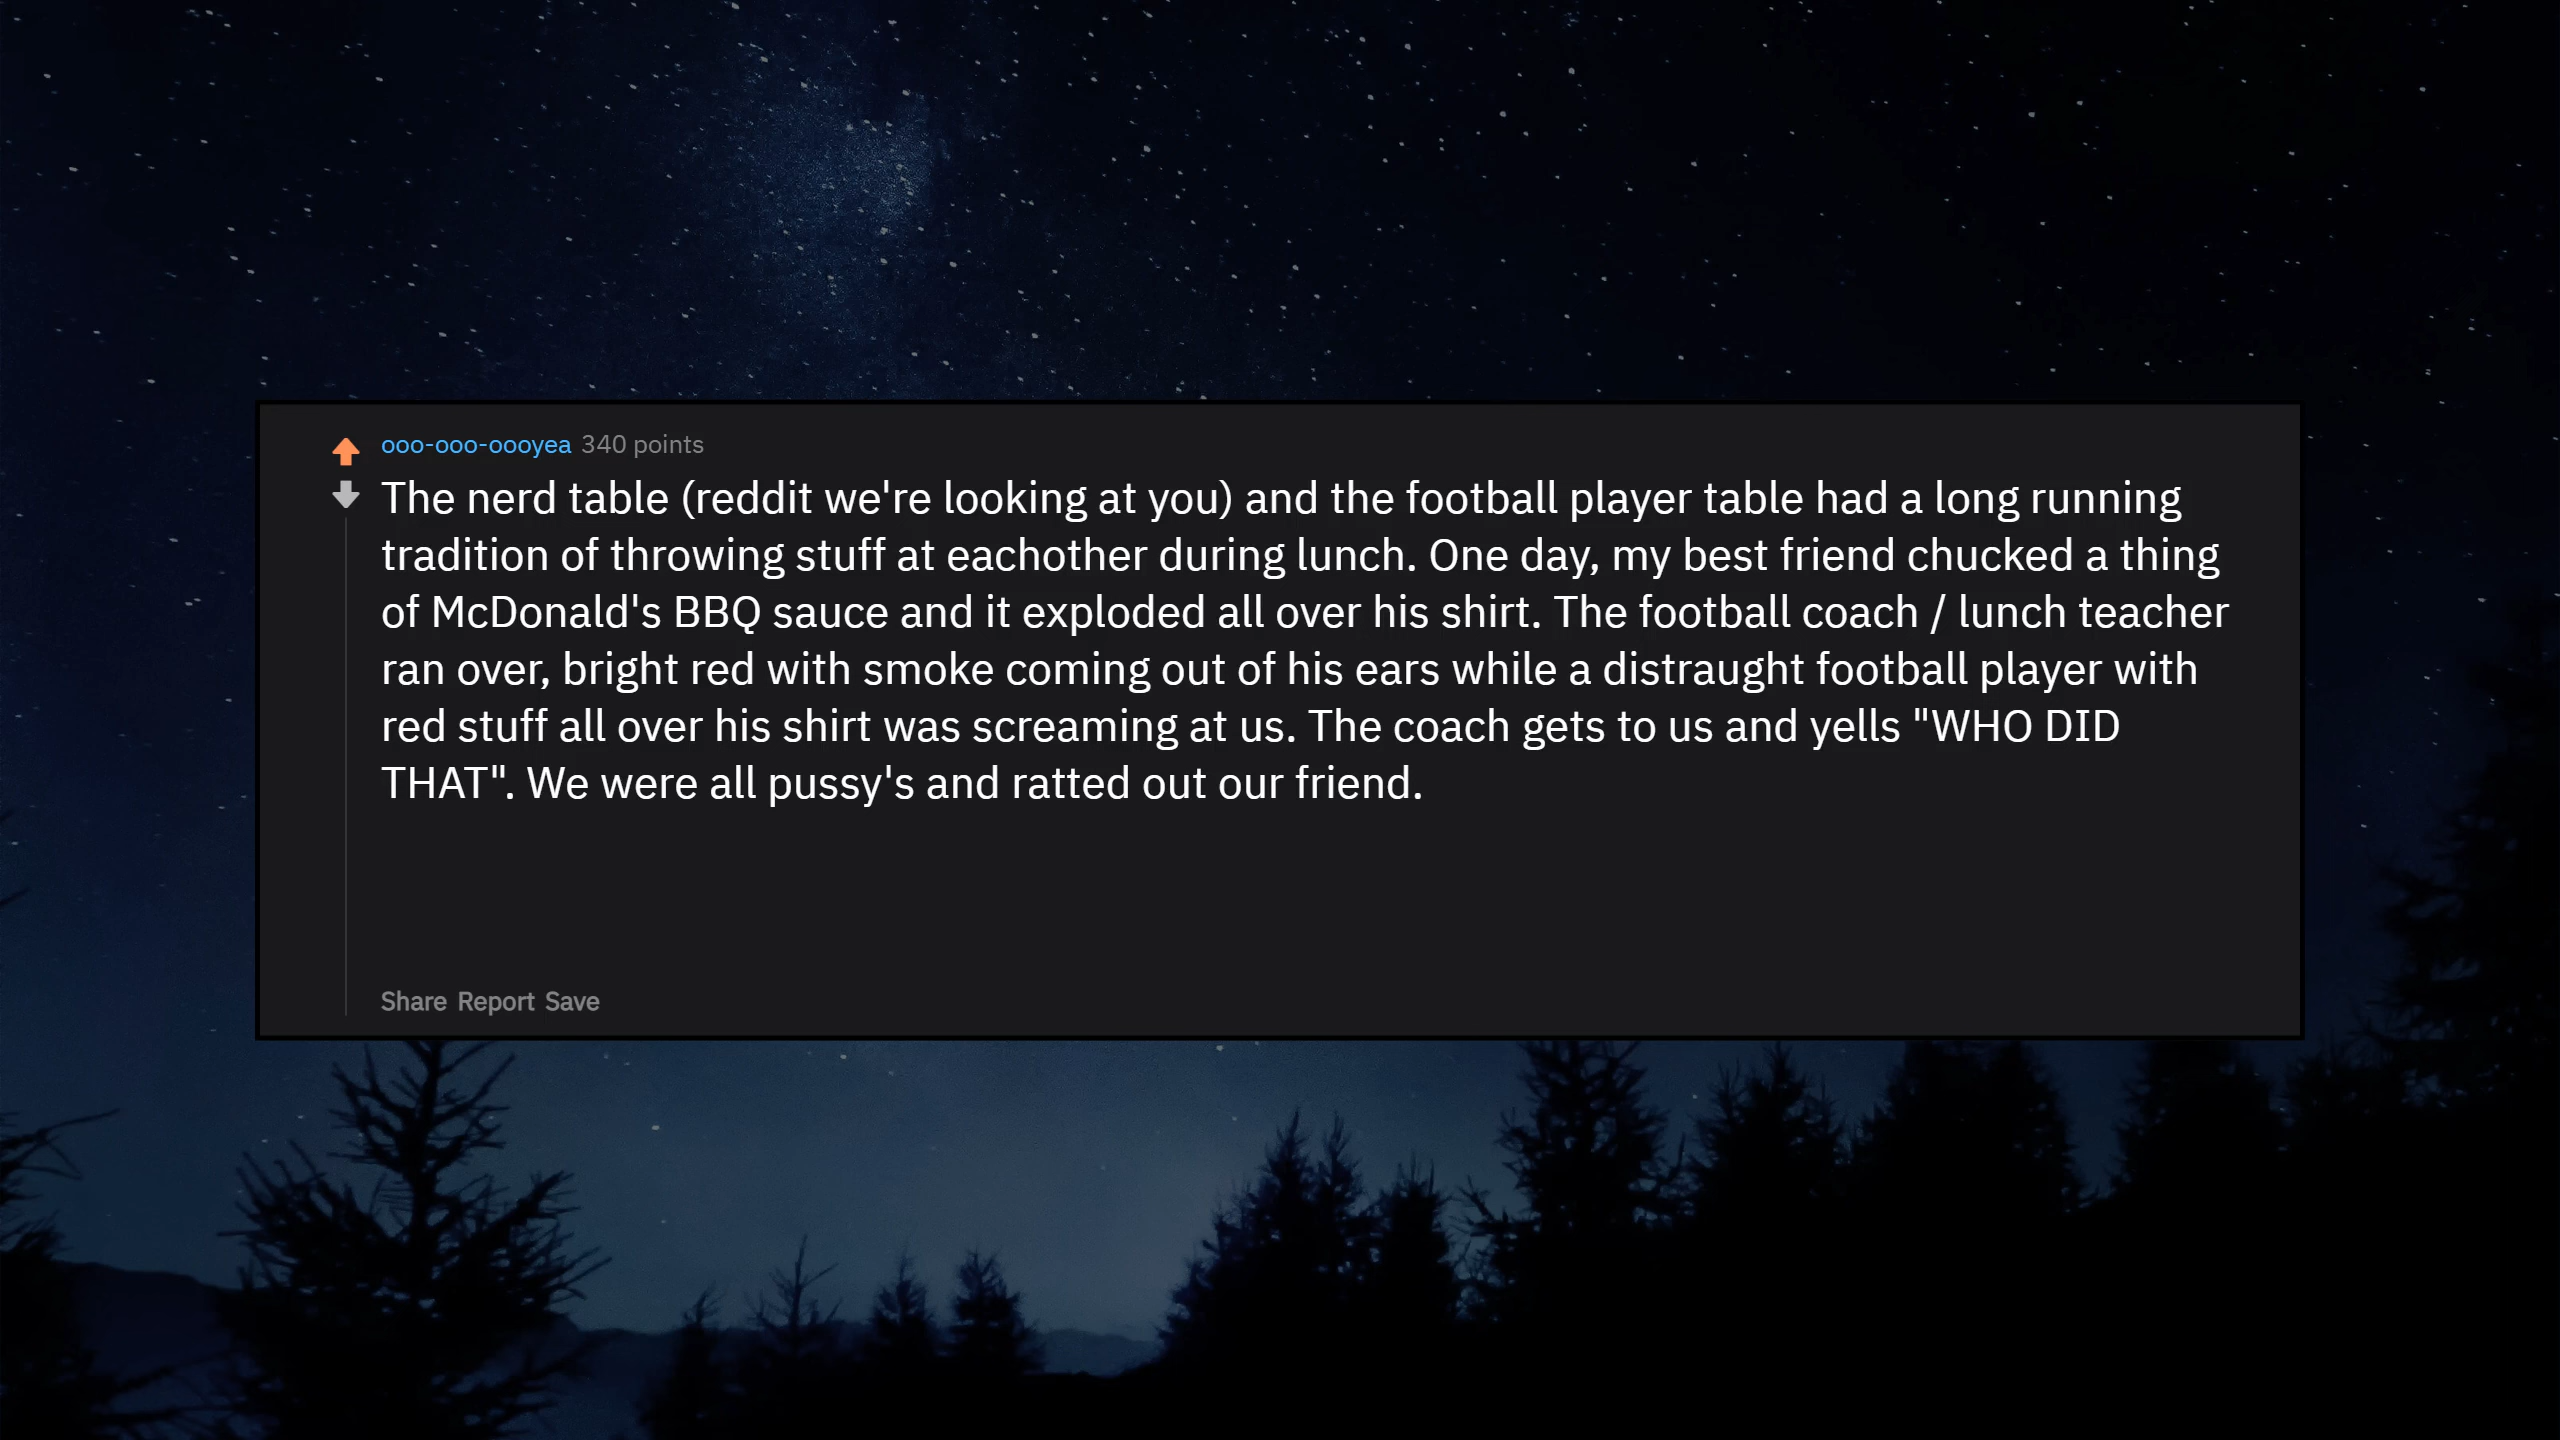 ooo-ooo-oooyea 340 points
The nerd table (reddit we're looking at you) and the football player table had a long running
tradition of throwing stuff at eachother during lunch. One day, my best friend chucked a thing
of McDonald's BBQ sauce and it exploded all over his shirt. The football coach / lunch teacher
ran over, bright red with smoke coming out of his ears while a distraught football player with
red stuff all over his shirt was screaming at us. The coach gets to us and yells "WHO DID
THAT". We were all pussy's and ratted out our friend.
Share Report Save